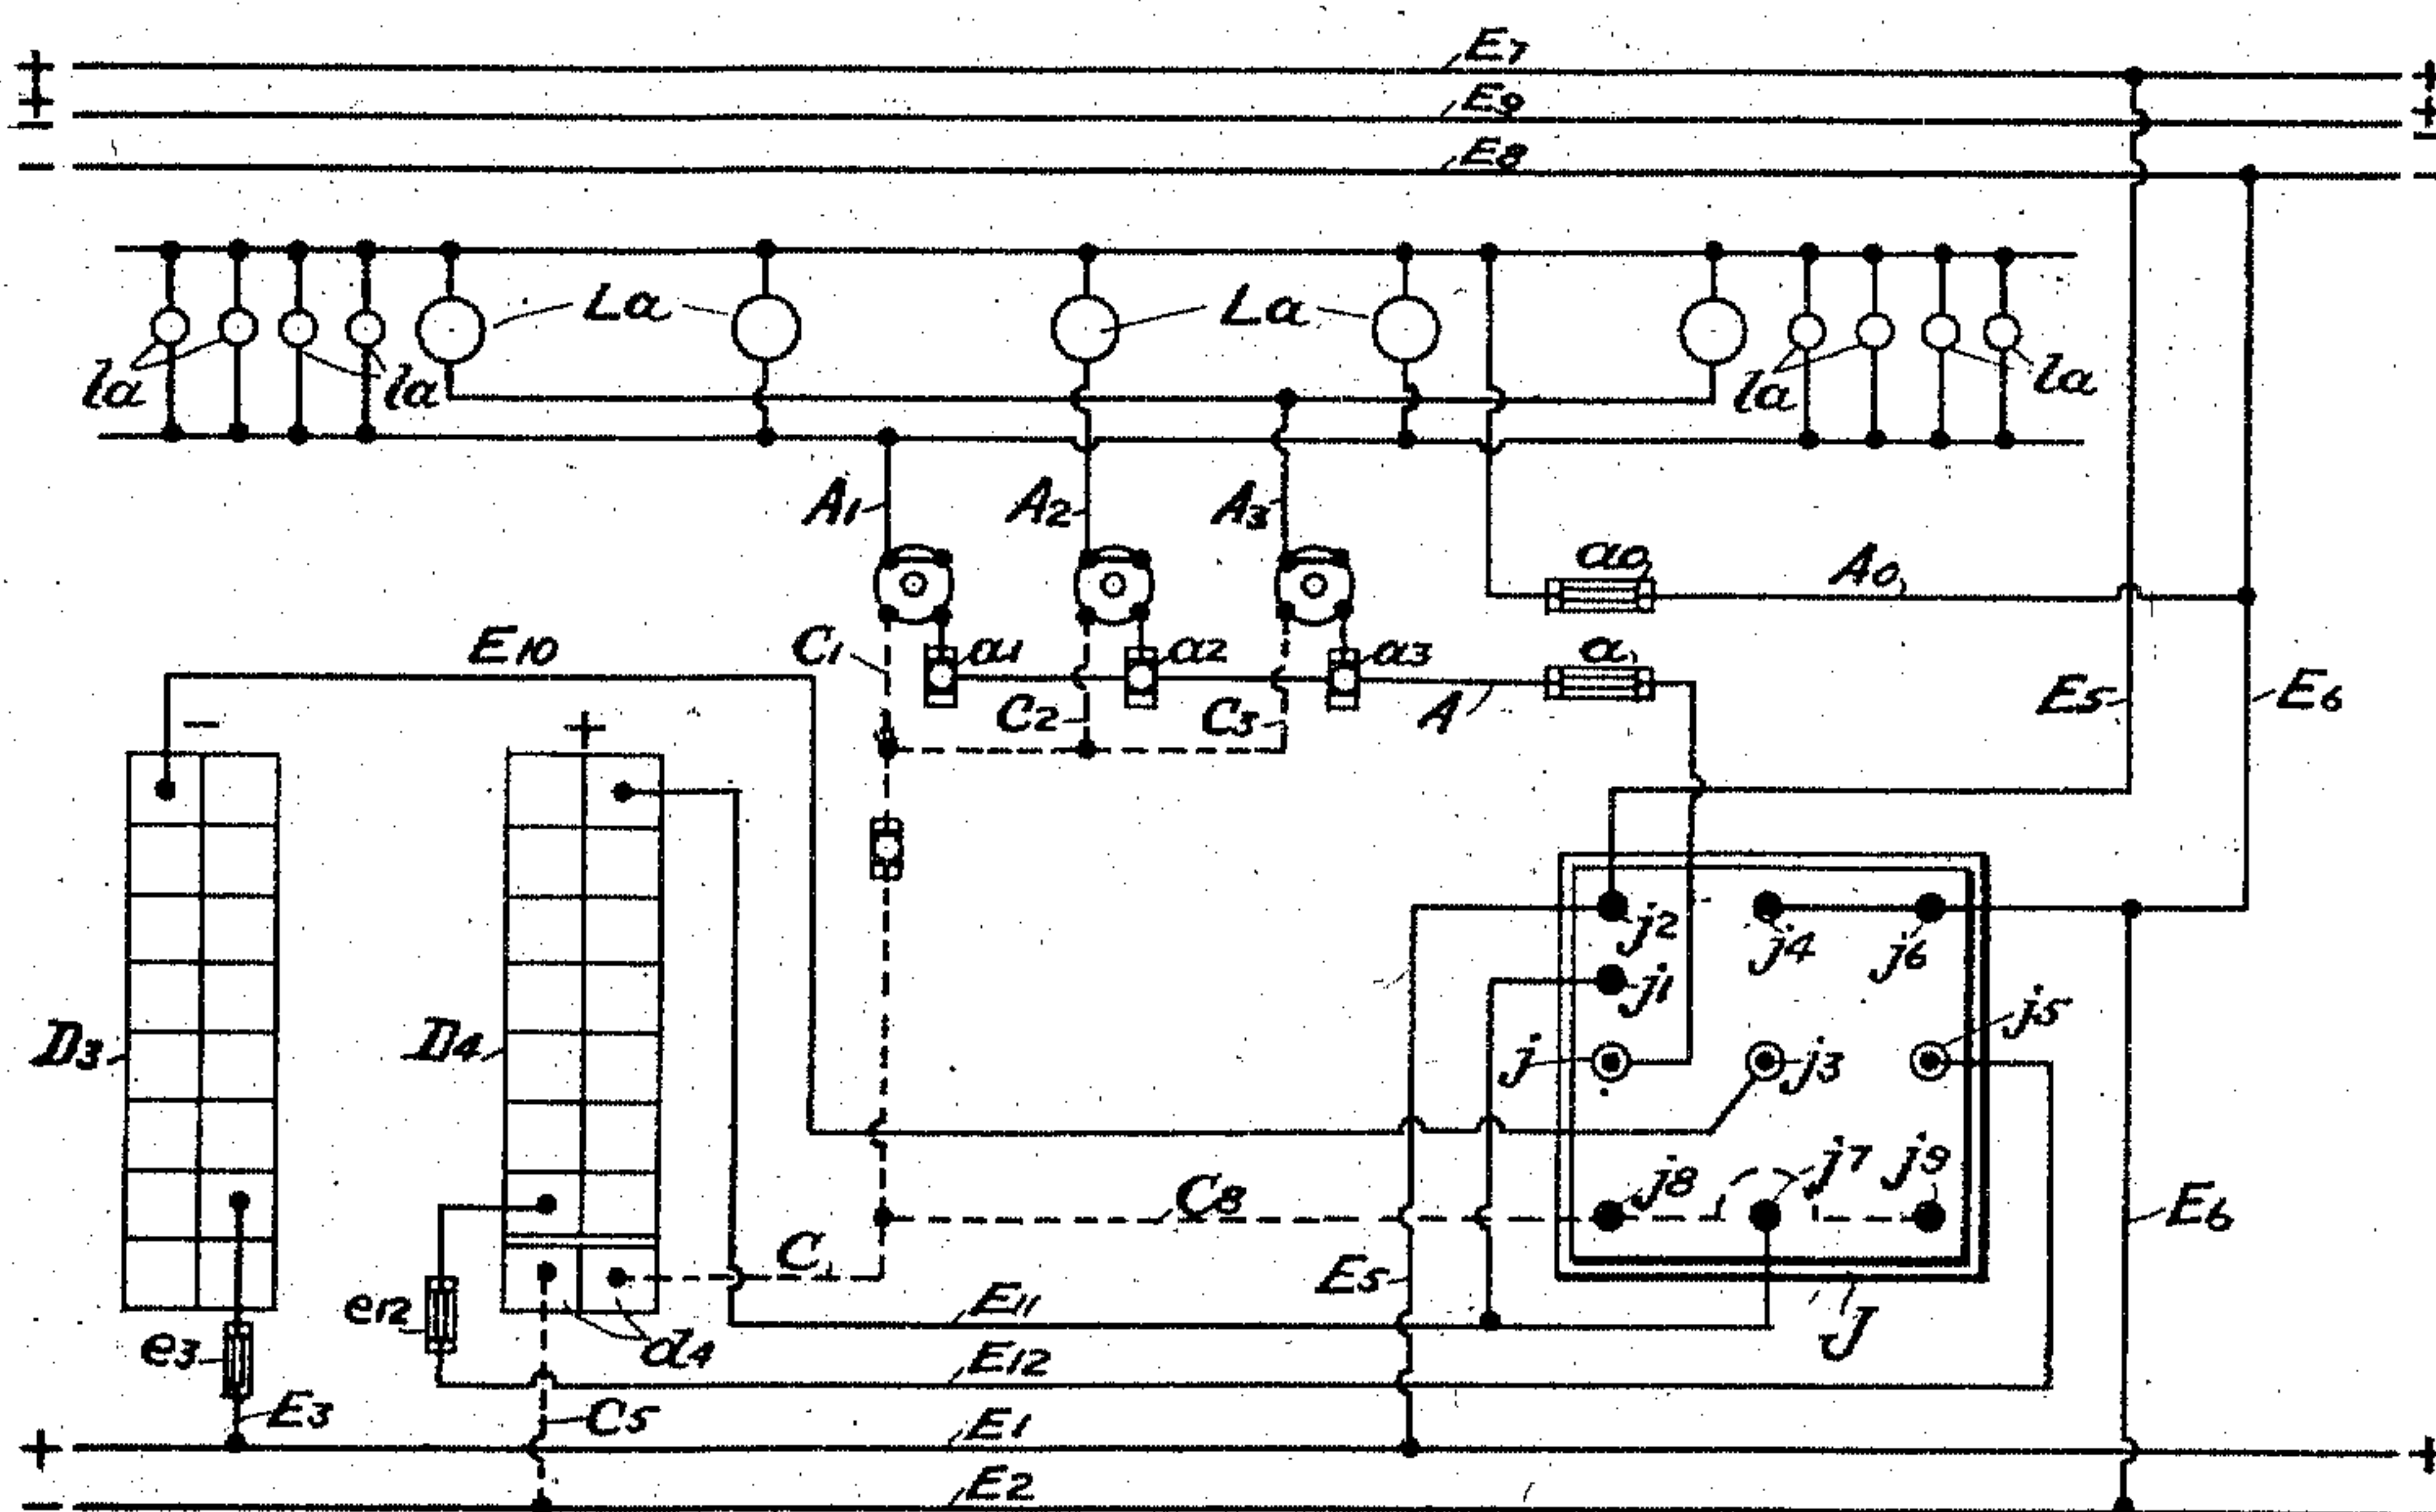 + E7 +
+ E9 +
− −
− E8 −
La La
la la la la
A1 A2 A3
a0 A0
E10 C1 a1 a2 a3 a
C2 C3 A E5 E6
− +
j2 j4 j6
j1 j5
D3 D4 j j3
j8 j7 j9
C8 E6
C E5
e12 E11
e3 d4 J
E12
E3 C5
+ E1 +
− E2